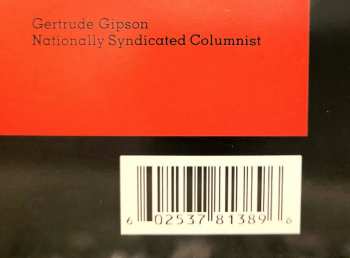 Gertrude Gipson
Nationally Syndicated Columnist
6 02537 81389 6